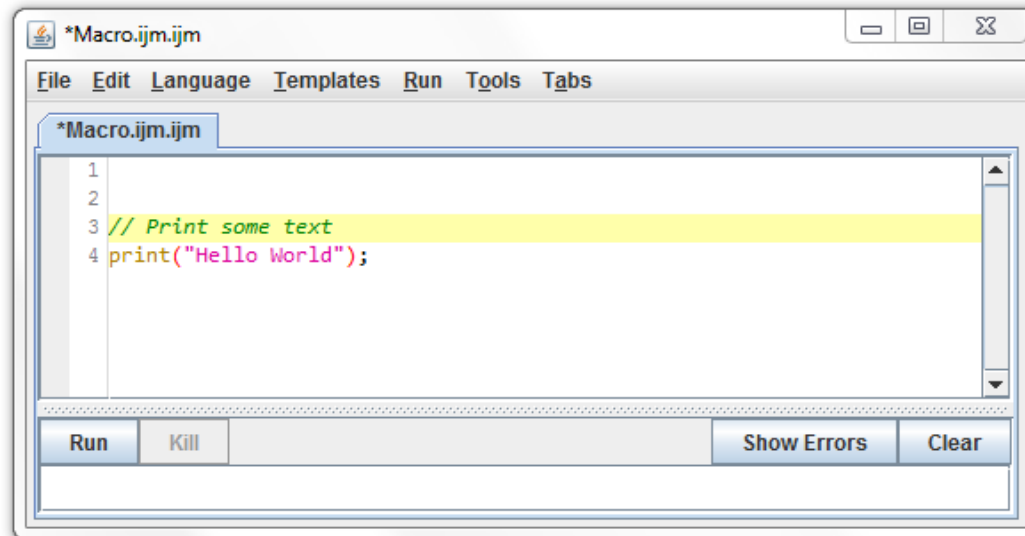 *Macro.ijm.ijm
File Edit Language Templates Run Tools Tabs
*Macro.ijm.ijm
1
2
3 // Print some text
4 print("Hello World");
Run Kill Show Errors Clear